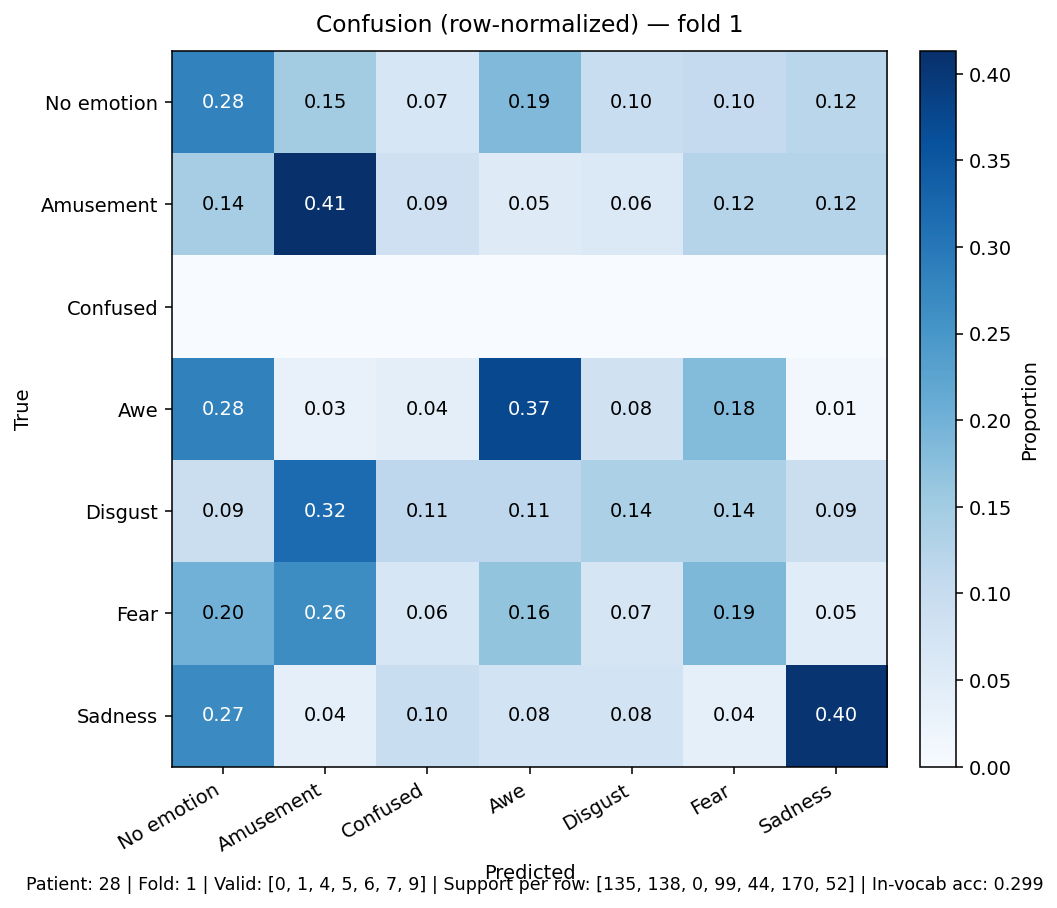 Confusion (row-normalized) — fold 1
No emotion 0.28 0.15 0.07 0.19 0.10 0.10 0.12
Amusement 0.14 0.41 0.09 0.05 0.06 0.12 0.12
Confused
Awe 0.28 0.03 0.04 0.37 0.08 0.18 0.01
Disgust 0.09 0.32 0.11 0.11 0.14 0.14 0.09
Fear 0.20 0.26 0.06 0.16 0.07 0.19 0.05
Sadness 0.27 0.04 0.10 0.08 0.08 0.04 0.40
True
No emotion Amusement Confused Awe Disgust Fear Sadness
Predicted
0.40
0.35
0.30
0.25
0.20
0.15
0.10
0.05
0.00
Proportion
Patient: 28 | Fold: 1 | Valid: [0, 1, 4, 5, 6, 7, 9] | Support per row: [135, 138, 0, 99, 44, 170, 52] | In-vocab acc: 0.299